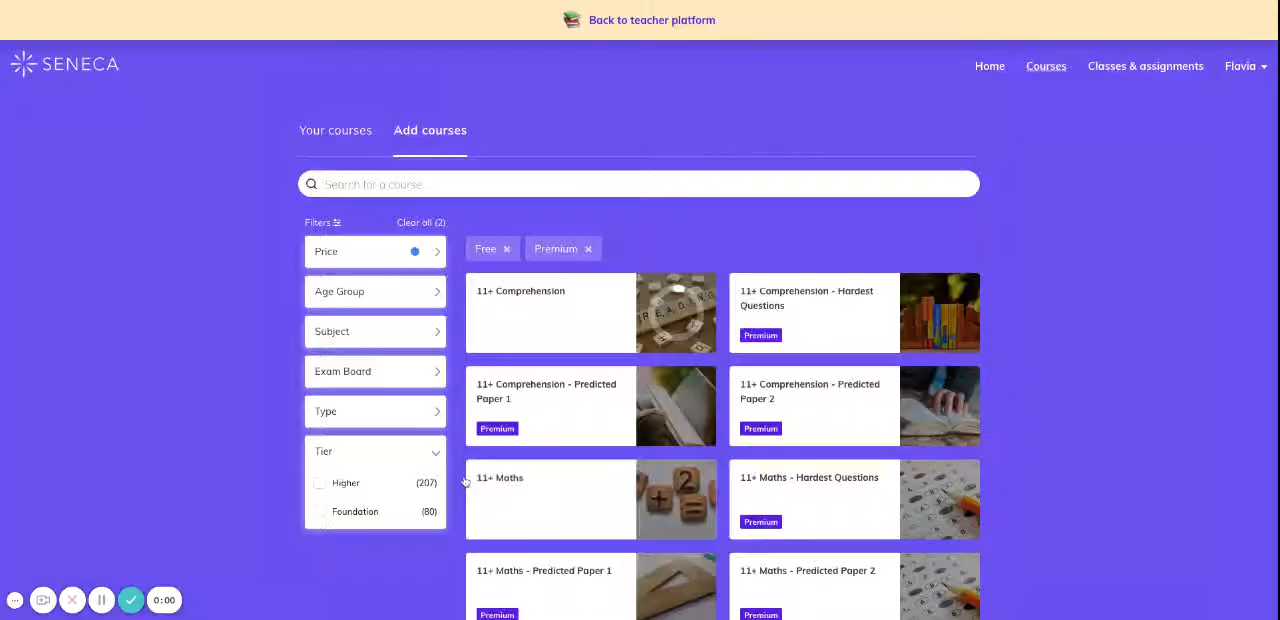 Back to teacher platform
SENECA
Home
Courses
Classes & assignments
Flavia
Your courses
Add courses
Search for a course...
Filters
Clear all (2)
Free
Premium
Price
Age Group
Subject
Exam Board
Type
Tier
Higher (207)
Foundation (80)
11+ Comprehension
READING
11+ Comprehension - Hardest
Questions
Premium
11+ Comprehension - Predicted
Paper 1
Premium
11+ Comprehension - Predicted
Paper 2
Premium
11+ Maths
+ 2 =
11+ Maths - Hardest Questions
Premium
11+ Maths - Predicted Paper 1
Premium
11+ Maths - Predicted Paper 2
Premium
0:00